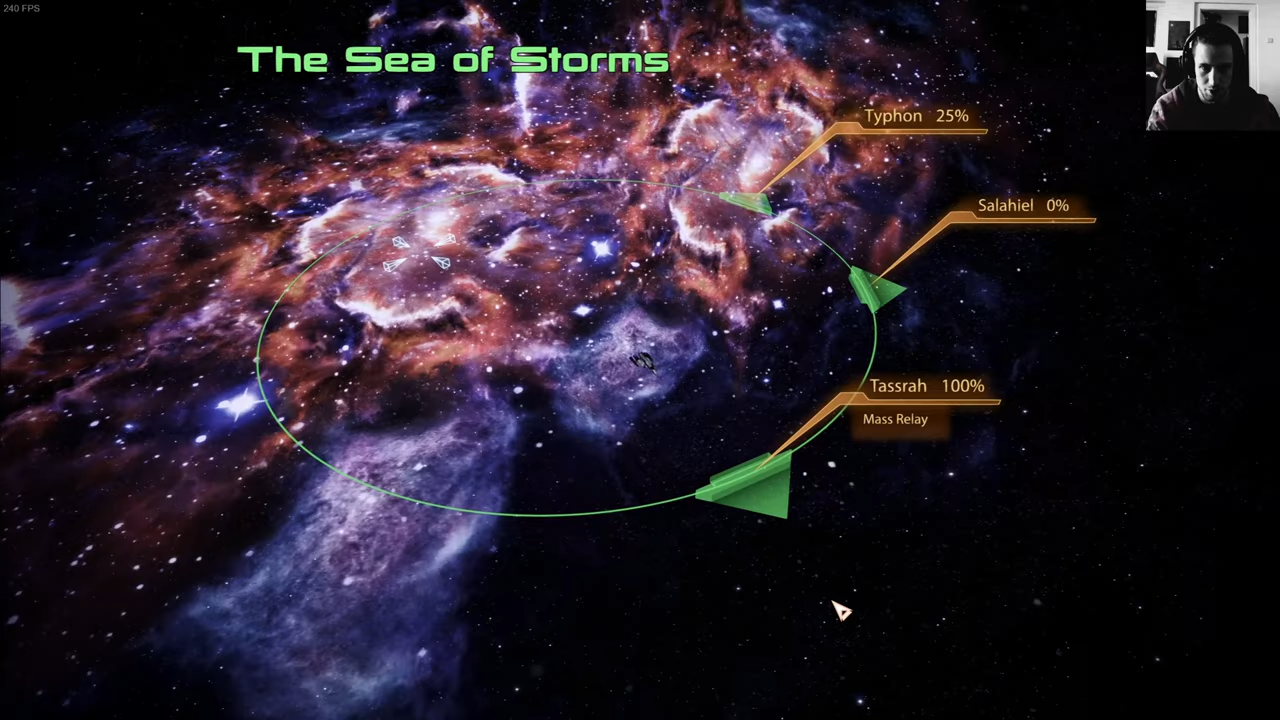 240 FPS
The Sea of Storms
Typhon 25%
Salahiel 0%
Tassrah 100%
Mass Relay